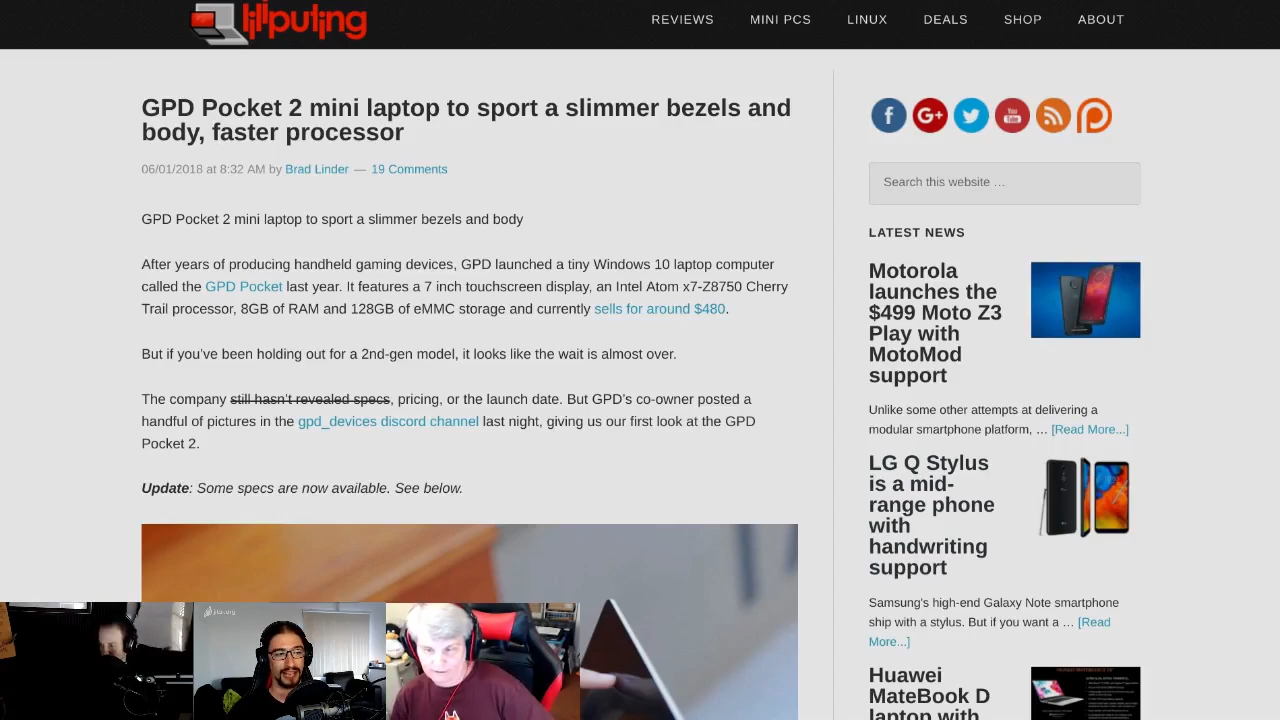 liliputing
REVIEWS MINI PCS LINUX DEALS SHOP ABOUT
GPD Pocket 2 mini laptop to sport a slimmer bezels and
body, faster processor
06/01/2018 at 8:32 AM by Brad Linder — 19 Comments
GPD Pocket 2 mini laptop to sport a slimmer bezels and body
After years of producing handheld gaming devices, GPD launched a tiny Windows 10 laptop computer
called the GPD Pocket last year. It features a 7 inch touchscreen display, an Intel Atom x7-Z8750 Cherry
Trail processor, 8GB of RAM and 128GB of eMMC storage and currently sells for around $480.
But if you’ve been holding out for a 2nd-gen model, it looks like the wait is almost over.
The company still hasn’t revealed specs, pricing, or the launch date. But GPD’s co-owner posted a
handful of pictures in the gpd_devices discord channel last night, giving us our first look at the GPD
Pocket 2.
Update: Some specs are now available. See below.
You
Tube
Search this website …
LATEST NEWS
Motorola
launches the
$499 Moto Z3
Play with
MotoMod
support
Unlike some other attempts at delivering a
modular smartphone platform, … [Read More...]
LG Q Stylus
is a mid-
range phone
with
handwriting
support
Samsung's high-end Galaxy Note smartphone
ship with a stylus. But if you want a … [Read
More...]
Huawei
MateBook D
laptop with
jitsi.org